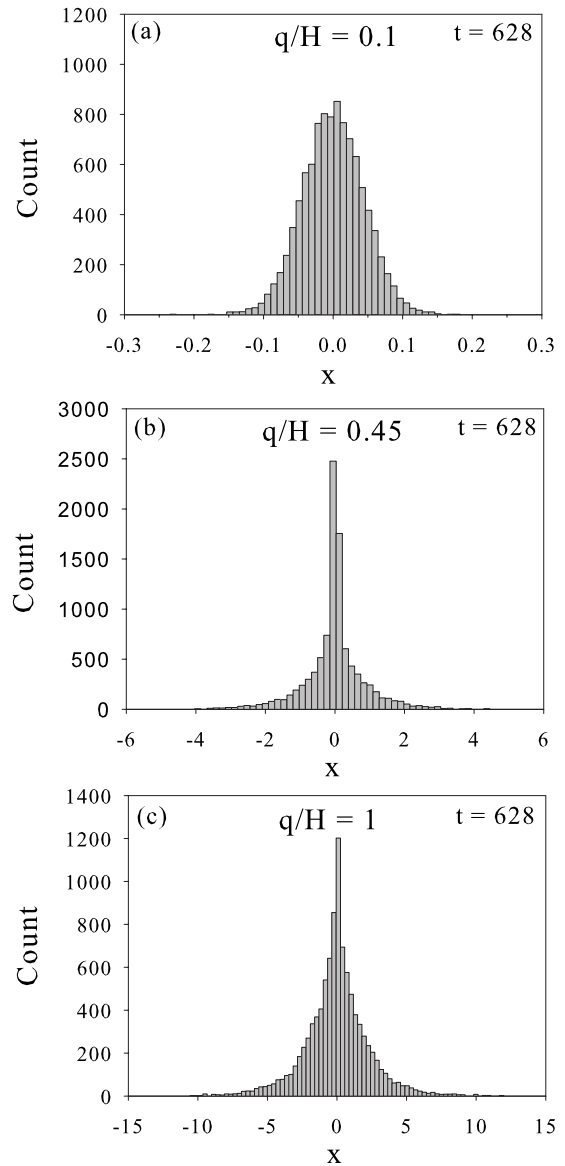 (a)
q/H = 0.1
t = 628
1200
1000
800
600
400
200
0
Count
-0.3 -0.2 -0.1 0.0 0.1 0.2 0.3
x
(b)
q/H = 0.45
t = 628
3000
2500
2000
1500
1000
500
0
Count
-6 -4 -2 0 2 4 6
x
(c)
q/H = 1
t = 628
1400
1200
1000
800
600
400
200
0
Count
-15 -10 -5 0 5 10 15
x